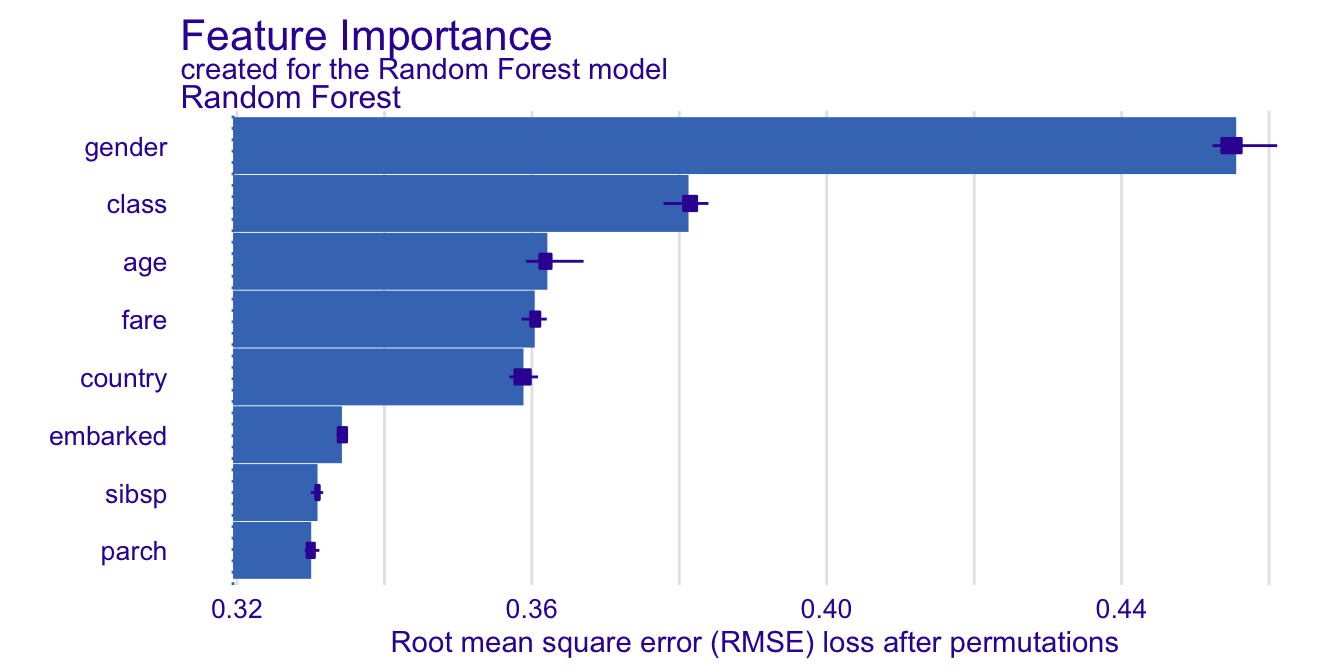 Feature Importance
created for the Random Forest model
Random Forest
gender
class
age
fare
country
embarked
sibsp
parch
0.32 0.36 0.40 0.44
Root mean square error (RMSE) loss after permutations